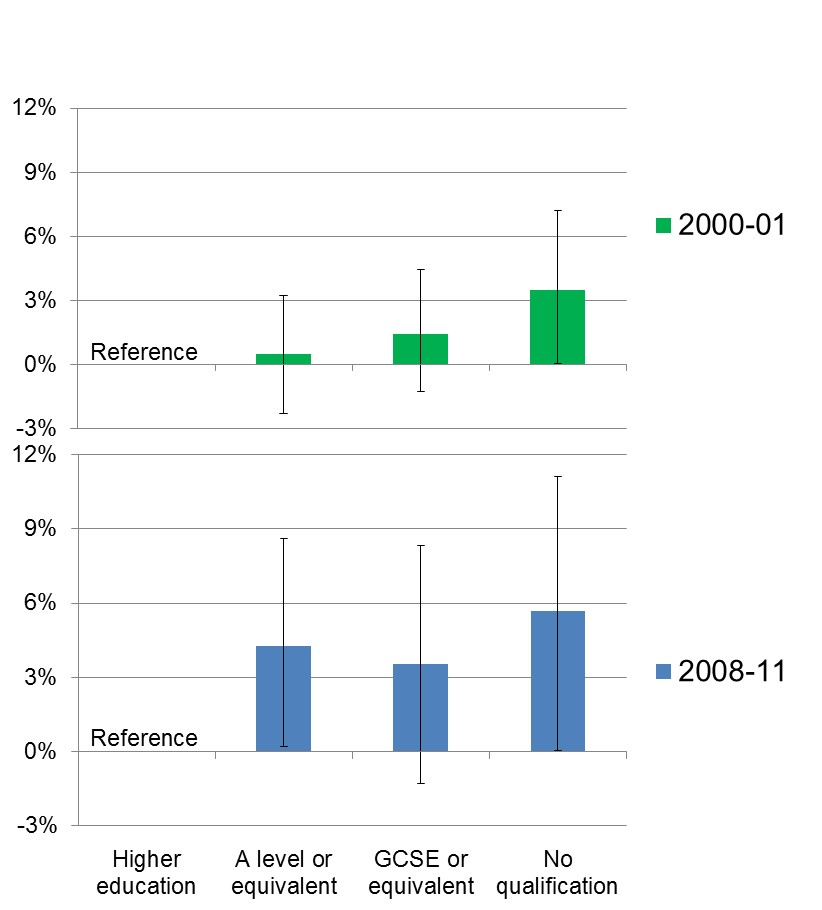 12%
9%
6%
3%
0%
-3%
Reference
2000-01
12%
9%
6%
3%
0%
-3%
Reference
2008-11
Higher education
A level or equivalent
GCSE or equivalent
No qualification